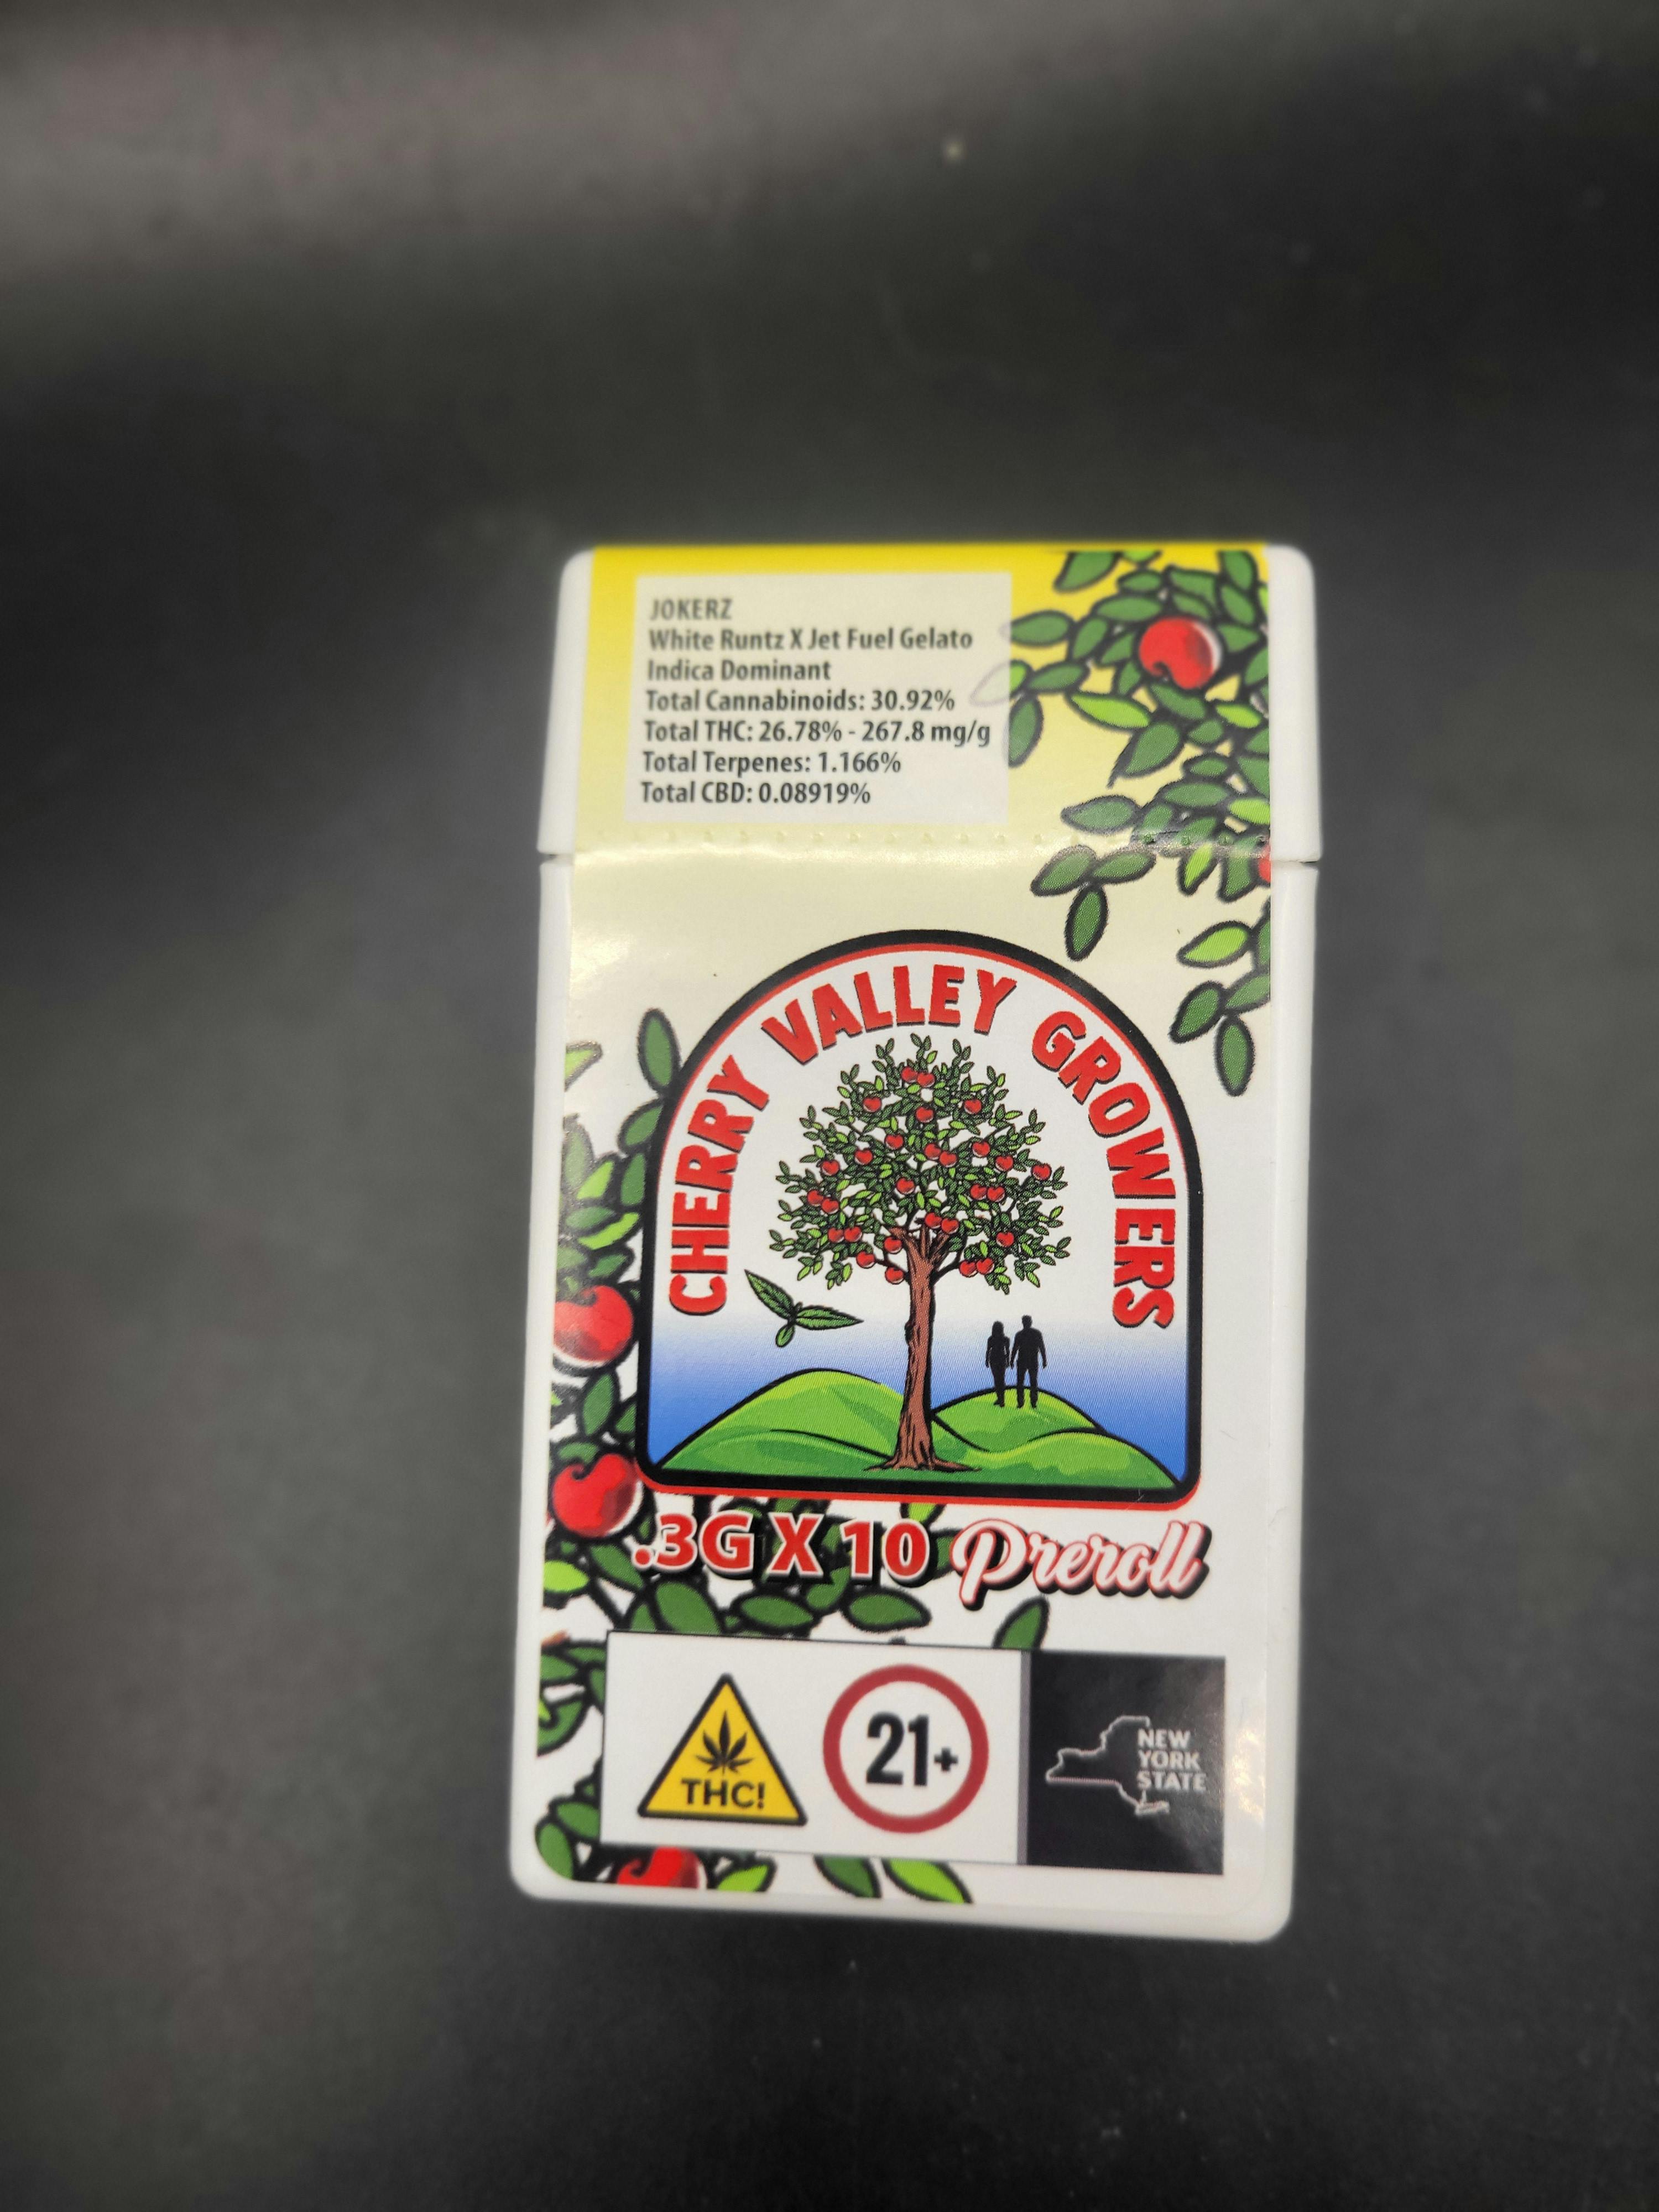 JOKERZ
White Runtz X Jet Fuel Gelato
Indica Dominant
Total Cannabinoids: 30.92%
Total THC: 26.78% - 267.8 mg/g
Total Terpenes: 1.166%
Total CBD: 0.08919%
CHERRY VALLEY GROWERS
.3G X 10 Preroll
THC!
21+
NEW
YORK
STATE